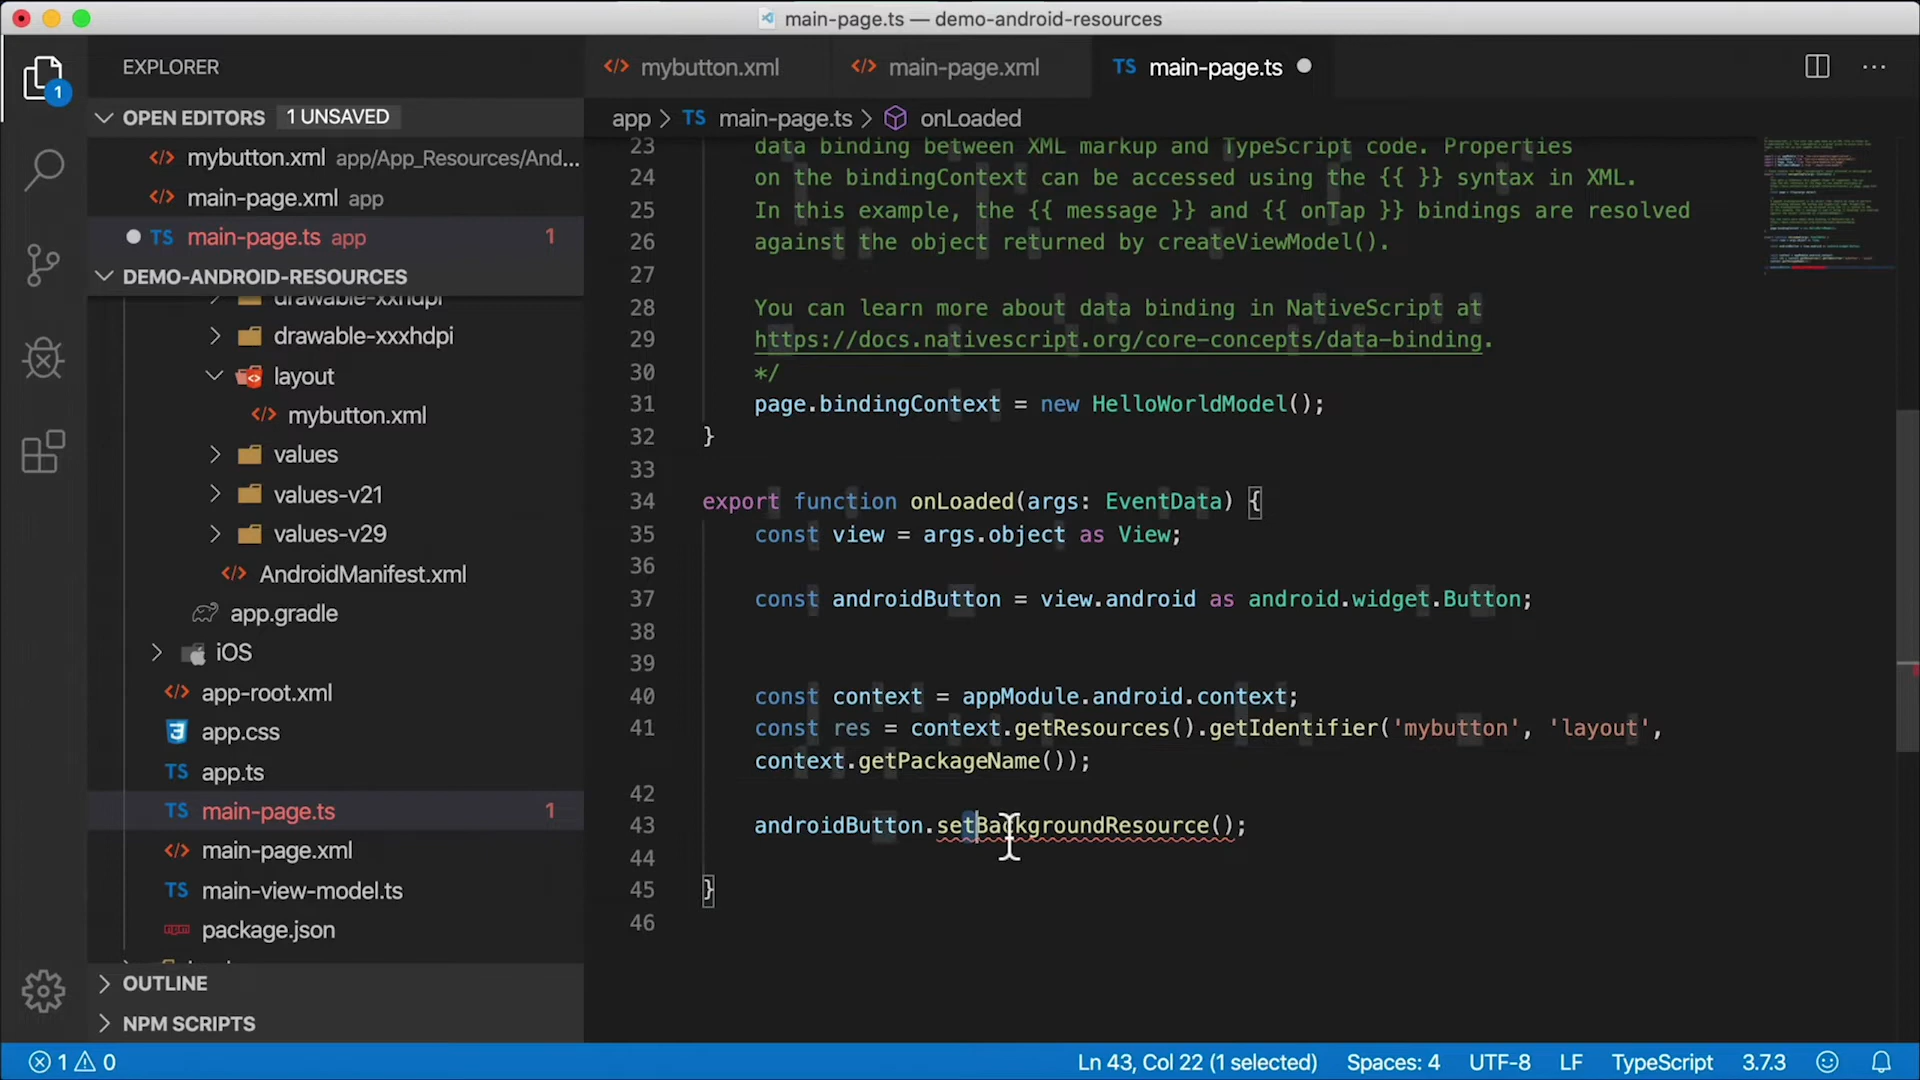 main-page.ts — demo-android-resources
EXPLORER
mybutton.xml
main-page.xml
TS main-page.ts
OPEN EDITORS 1 UNSAVED
app > TS main-page.ts > onLoaded
mybutton.xml app/App_Resources/And...
main-page.xml app
TS main-page.ts app 1
DEMO-ANDROID-RESOURCES
drawable-xxhdpi
drawable-xxxhdpi
layout
mybutton.xml
values
values-v21
values-v29
AndroidManifest.xml
app.gradle
iOS
app-root.xml
app.css
TS app.ts
TS main-page.ts 1
main-page.xml
TS main-view-model.ts
package.json
OUTLINE
NPM SCRIPTS
23 data binding between XML markup and TypeScript code. Properties
24 on the bindingContext can be accessed using the {{ }} syntax in XML.
25 In this example, the {{ message }} and {{ onTap }} bindings are resolved
26 against the object returned by createViewModel().
27
28 You can learn more about data binding in NativeScript at
29 https://docs.nativescript.org/core-concepts/data-binding.
30 */
31 page.bindingContext = new HelloWorldModel();
32 }
33
34 export function onLoaded(args: EventData) {
35 const view = args.object as View;
36
37 const androidButton = view.android as android.widget.Button;
38
39
40 const context = appModule.android.context;
41 const res = context.getResources().getIdentifier('mybutton', 'layout',
context.getPackageName());
42
43 androidButton.setBackgroundResource();
44
45 }
46
1 0
Ln 43, Col 22 (1 selected) Spaces: 4 UTF-8 LF TypeScript 3.7.3
1